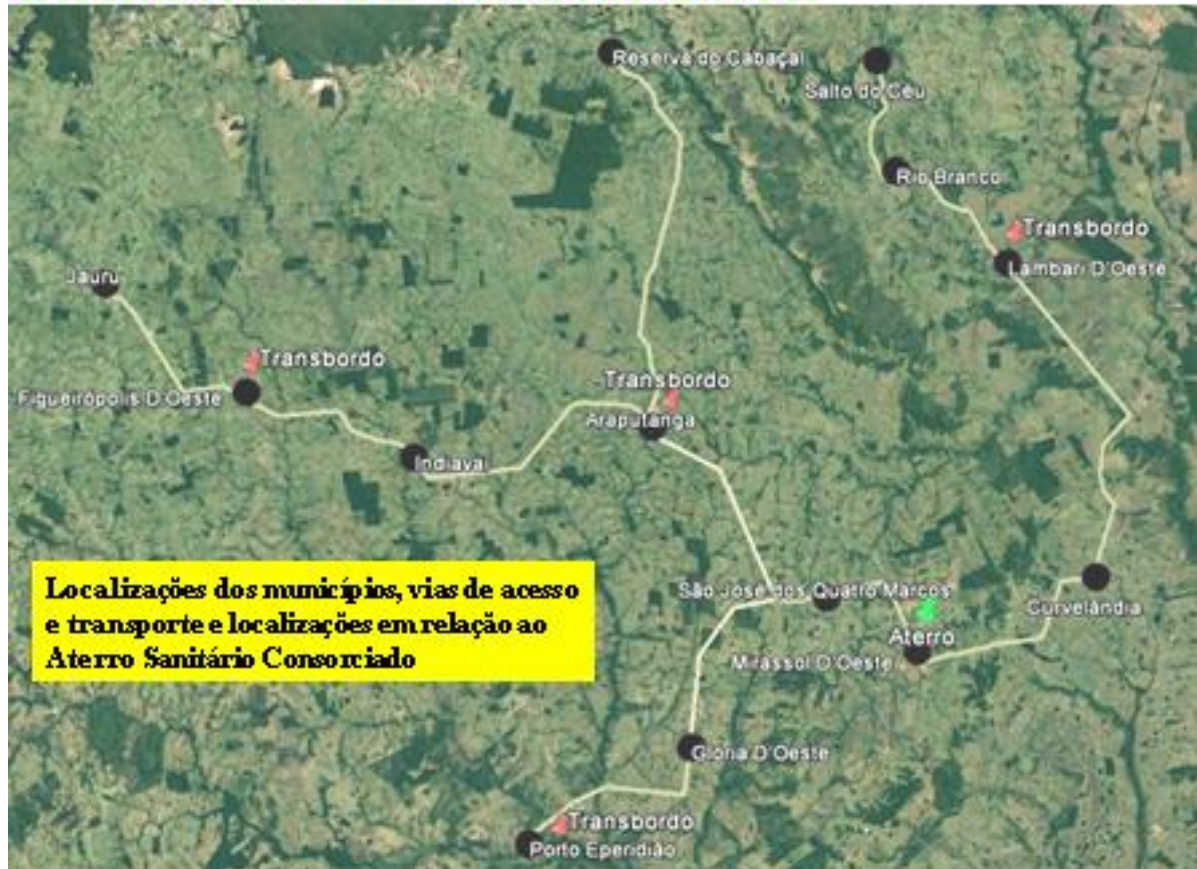 Reserva do Cabaçal
Salto do Céu
Rio Branco
Transbordo
Lambari D'Oeste
Jauru
Transbordo
Figueirópolis D'Oeste
Transbordo
Araputanga
Indiavaí
Localizações dos municípios, vias de acesso
e transporte e localizações em relação ao
Aterro Sanitário Consorciado
São José dos Quatro Marcos
Curvelândia
Aterro
Mirassol D'Oeste
Gloria D'Oeste
Transbordo
Porto Eperidião